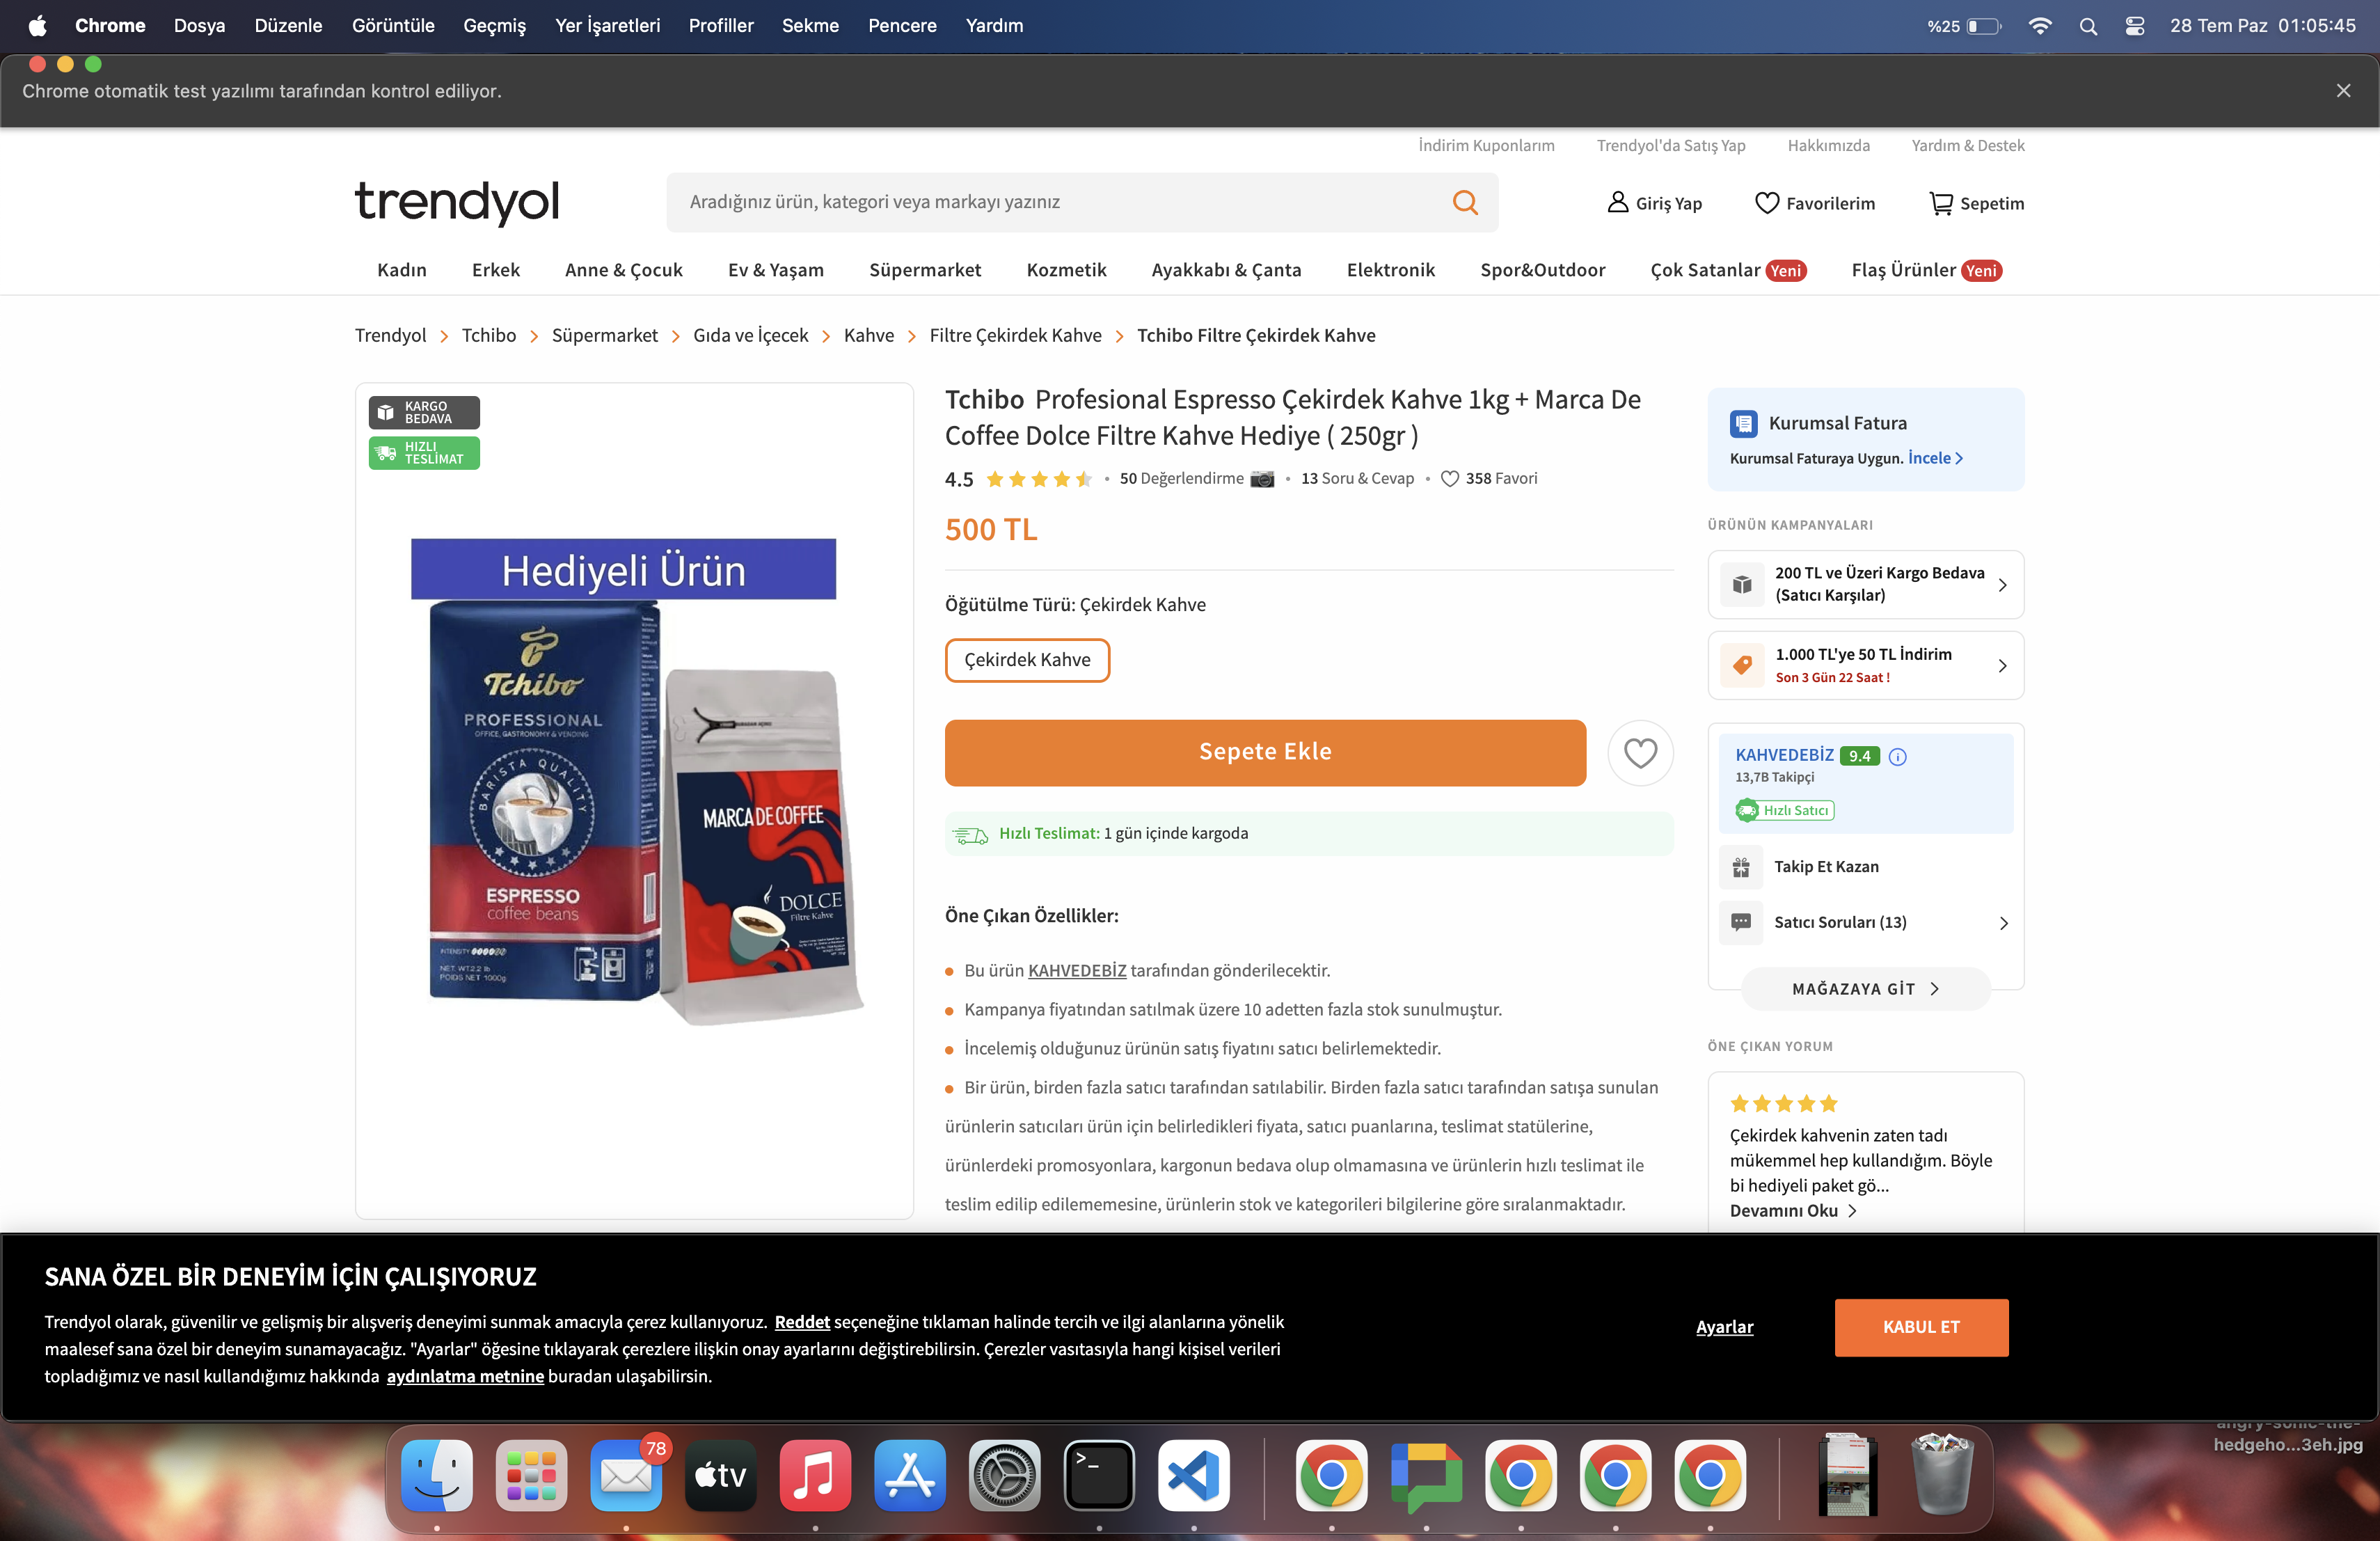 Chrome Dosya Düzenle Görüntüle Geçmiş Yer İşaretleri Profiller Sekme Pencere Yardım %25 28 Tem Paz 01:05:45
Chrome otomatik test yazılımı tarafından kontrol ediliyor.
İndirim Kuponlarım Trendyol'da Satış Yap Hakkımızda Yardım & Destek
trendyol Aradığınız ürün, kategori veya markayı yazınız Giriş Yap Favorilerim Sepetim
Kadın Erkek Anne & Çocuk Ev & Yaşam Süpermarket Kozmetik Ayakkabı & Çanta Elektronik Spor&Outdoor Çok Satanlar Yeni Flaş Ürünler Yeni
Trendyol > Tchibo > Süpermarket > Gıda ve İçecek > Kahve > Filtre Çekirdek Kahve > Tchibo Filtre Çekirdek Kahve
KARGO
BEDAVA
HIZLI
TESLİMAT
Hediyeli Ürün
Tchibo
PROFESSIONAL
OFFICE, GASTRONOMY & VENDING
BARISTA QUALITY
ESPRESSO
coffee beans
INTENSITY
NET. WT.2.2 lb
POIDS NET 1000g
MARCA DE COFFEE
DOLCE
Filtre Kahve
Tchibo Profesional Espresso Çekirdek Kahve 1kg + Marca De
Coffee Dolce Filtre Kahve Hediye ( 250gr )
4.5 • 50 Değerlendirme • 13 Soru & Cevap • 358 Favori
500 TL
Öğütülme Türü: Çekirdek Kahve
Çekirdek Kahve
Sepete Ekle
Hızlı Teslimat: 1 gün içinde kargoda
Öne Çıkan Özellikler:
• Bu ürün KAHVEDEBİZ tarafından gönderilecektir.
• Kampanya fiyatından satılmak üzere 10 adetten fazla stok sunulmuştur.
• İncelemiş olduğunuz ürünün satış fiyatını satıcı belirlemektedir.
• Bir ürün, birden fazla satıcı tarafından satılabilir. Birden fazla satıcı tarafından satışa sunulan
ürünlerin satıcıları ürün için belirledikleri fiyata, satıcı puanlarına, teslimat statülerine,
ürünlerdeki promosyonlara, kargonun bedava olup olmamasına ve ürünlerin hızlı teslimat ile
teslim edilip edilememesine, ürünlerin stok ve kategorileri bilgilerine göre sıralanmaktadır.
Kurumsal Fatura
Kurumsal Faturaya Uygun. İncele >
ÜRÜNÜN KAMPANYALARI
200 TL ve Üzeri Kargo Bedava
(Satıcı Karşılar)
1.000 TL'ye 50 TL İndirim
Son 3 Gün 22 Saat !
KAHVEDEBİZ 9.4
13,7B Takipçi
Hızlı Satıcı
Takip Et Kazan
Satıcı Soruları (13)
MAĞAZAYA GİT >
ÖNE ÇIKAN YORUM
Çekirdek kahvenin zaten tadı
mükemmel hep kullandığım. Böyle
bi hediyeli paket gö...
Devamını Oku >
SANA ÖZEL BİR DENEYİM İÇİN ÇALIŞIYORUZ
Trendyol olarak, güvenilir ve gelişmiş bir alışveriş deneyimi sunmak amacıyla çerez kullanıyoruz. Reddet seçeneğine tıklaman halinde tercih ve ilgi alanlarına yönelik
maalesef sana özel bir deneyim sunamayacağız. "Ayarlar" öğesine tıklayarak çerezlere ilişkin onay ayarlarını değiştirebilirsin. Çerezler vasıtasıyla hangi kişisel verileri
topladığımız ve nasıl kullandığımız hakkında aydınlatma metnine buradan ulaşabilirsin.
Ayarlar
KABUL ET
angry-sonic-the-
hedgeho...3eh.jpg
78
tv